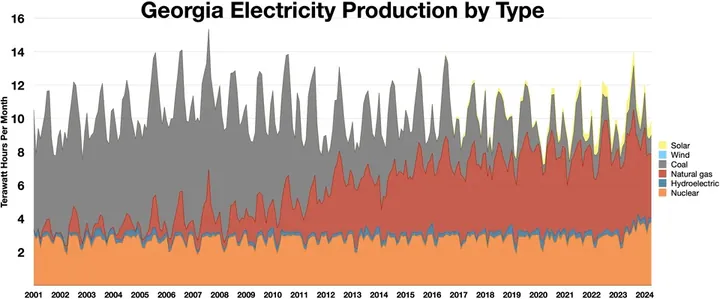 Georgia Electricity Production by Type
Terawatt Hours Per Month
16
14
12
10
8
6
4
2
2001 2002 2003 2004 2005 2006 2007 2008 2009 2010 2011 2012 2013 2014 2015 2016 2017 2018 2019 2020 2021 2022 2023 2024
Solar
Wind
Coal
Natural gas
Hydroelectric
Nuclear